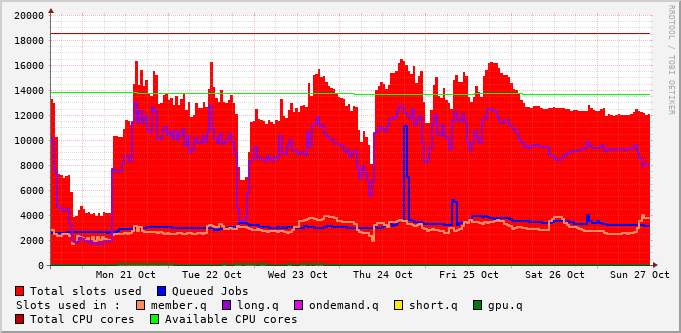 20000
18000
16000
14000
12000
10000
8000
6000
4000
2000
0
Mon 21 Oct Tue 22 Oct Wed 23 Oct Thu 24 Oct Fri 25 Oct Sat 26 Oct Sun 27 Oct
RRDTOOL / TOBI OETIKER
Total slots used Queued Jobs
Slots used in : member.q long.q ondemand.q short.q gpu.q
Total CPU cores Available CPU cores